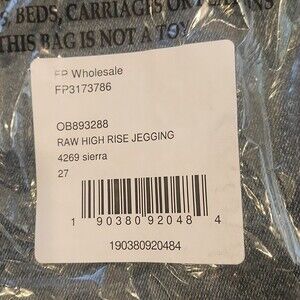 BEDS, CARRIAGES OR
THIS BAG IS NOT A TOY
FP Wholesale
FP3173786
OB893288
RAW HIGH RISE JEGGING
4269 sierra
27
1 90380 92048 4
190380920484